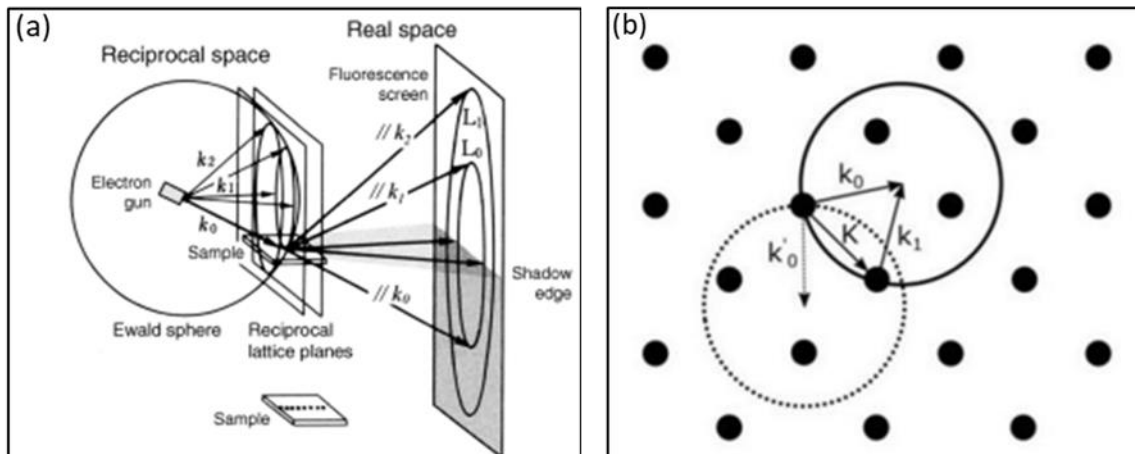 (a)
Real space
Reciprocal space
Fluorescence
screen
L₁
L₀
// k₂
// k₁
// k₀
k₂
k₁
k₀
Electron
gun
Sample
Shadow
edge
Ewald sphere
Reciprocal
lattice planes
Sample
(b)
k₀
K
k₁
k'₀